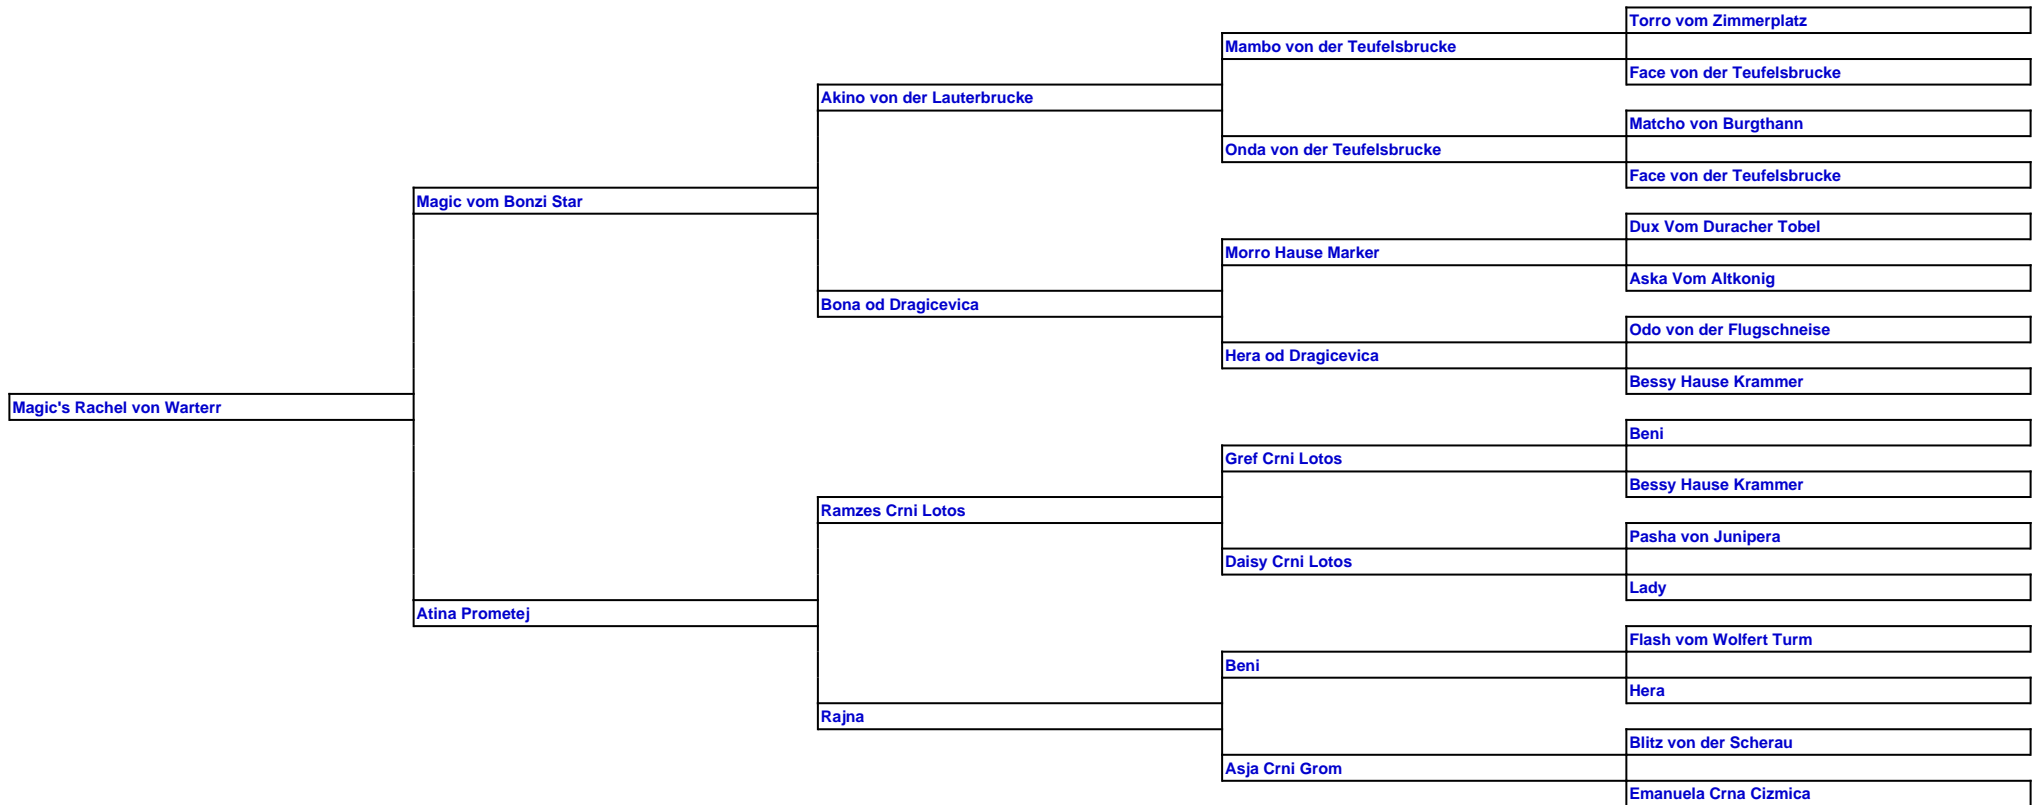 Torro vom Zimmerplatz
Mambo von der Teufelsbrucke
Face von der Teufelsbrucke
Akino von der Lauterbrucke
Matcho von Burgthann
Onda von der Teufelsbrucke
Face von der Teufelsbrucke
Magic vom Bonzi Star
Dux Vom Duracher Tobel
Morro Hause Marker
Aska Vom Altkonig
Bona od Dragicevica
Odo von der Flugschneise
Hera od Dragicevica
Bessy Hause Krammer
Magic's Rachel von Warterr
Beni
Gref Crni Lotos
Bessy Hause Krammer
Ramzes Crni Lotos
Pasha von Junipera
Daisy Crni Lotos
Lady
Atina Prometej
Flash vom Wolfert Turm
Beni
Hera
Rajna
Blitz von der Scherau
Asja Crni Grom
Emanuela Crna Cizmica